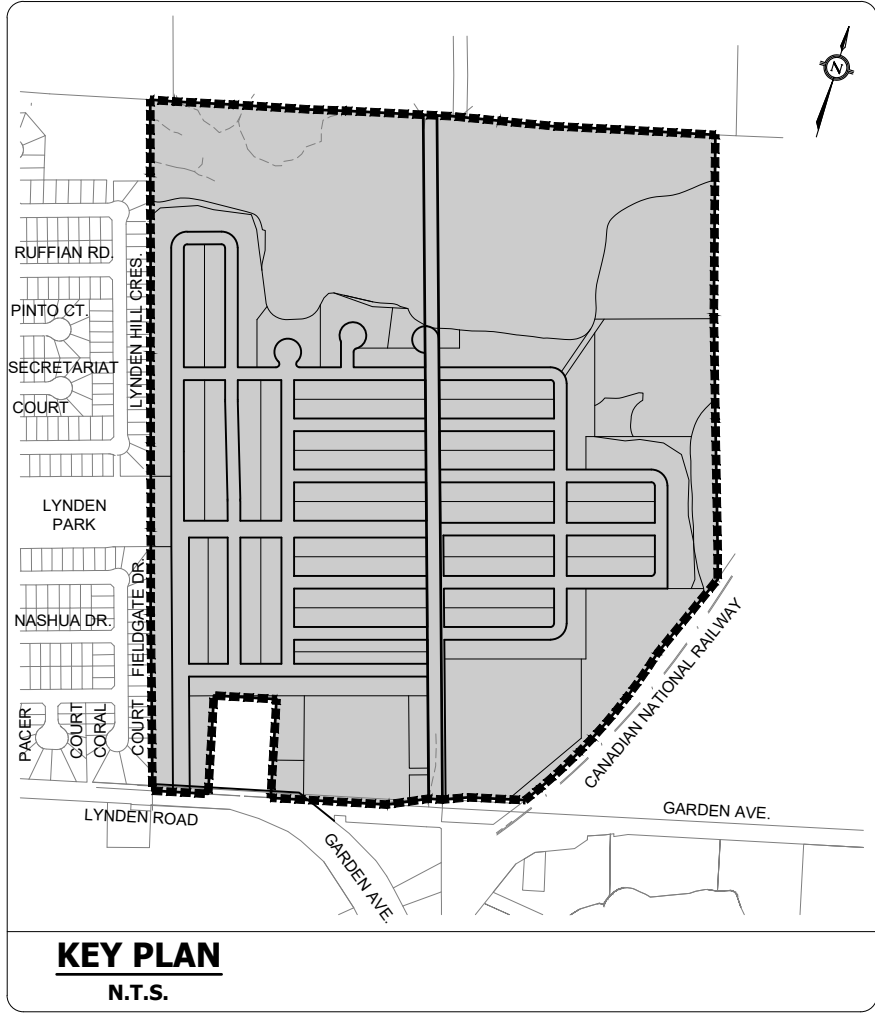 N
RUFFIAN RD.
LYNDEN HILL CRES.
PINTO CT.
SECRETARIAT
COURT
LYNDEN
PARK
NASHUA DR.
FIELDGATE DR.
PACER
COURT
CORAL
COURT
CANADIAN NATIONAL RAILWAY
LYNDEN ROAD
GARDEN AVE.
GARDEN AVE.
KEY PLAN
N.T.S.